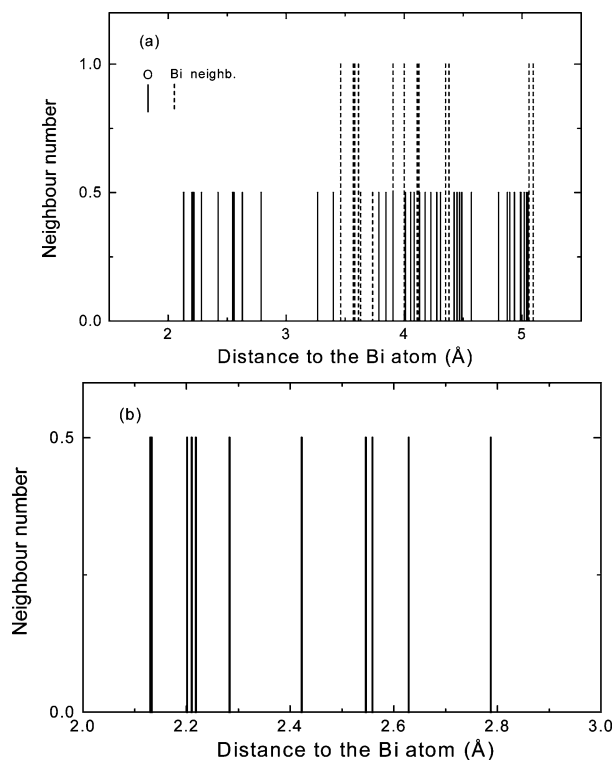 (a)
O Bi neighb.
1.0
0.5
0.0
Neighbour number
2 3 4 5
Distance to the Bi atom (Å)
(b)
0.5
0.0
Neighbour number
2.0 2.2 2.4 2.6 2.8 3.0
Distance to the Bi atom (Å)